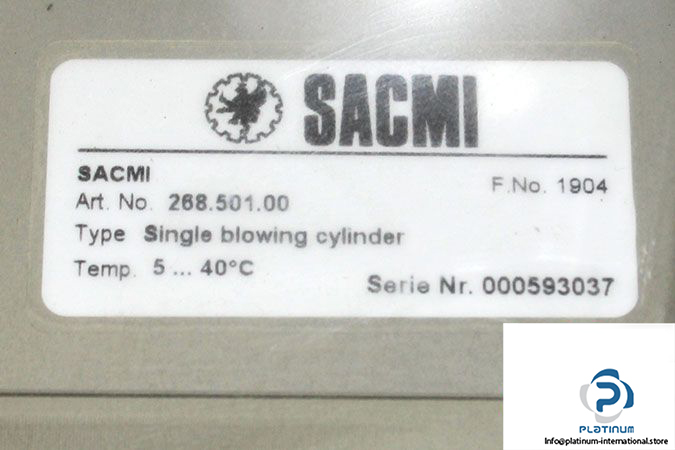 SACMI
SACMI
F.No. 1904
Art. No. 268.501.00
Type Single blowing cylinder
Temp. 5 ... 40°C
Serie Nr. 000593037
PLATINUM
Info@platinum-international.store